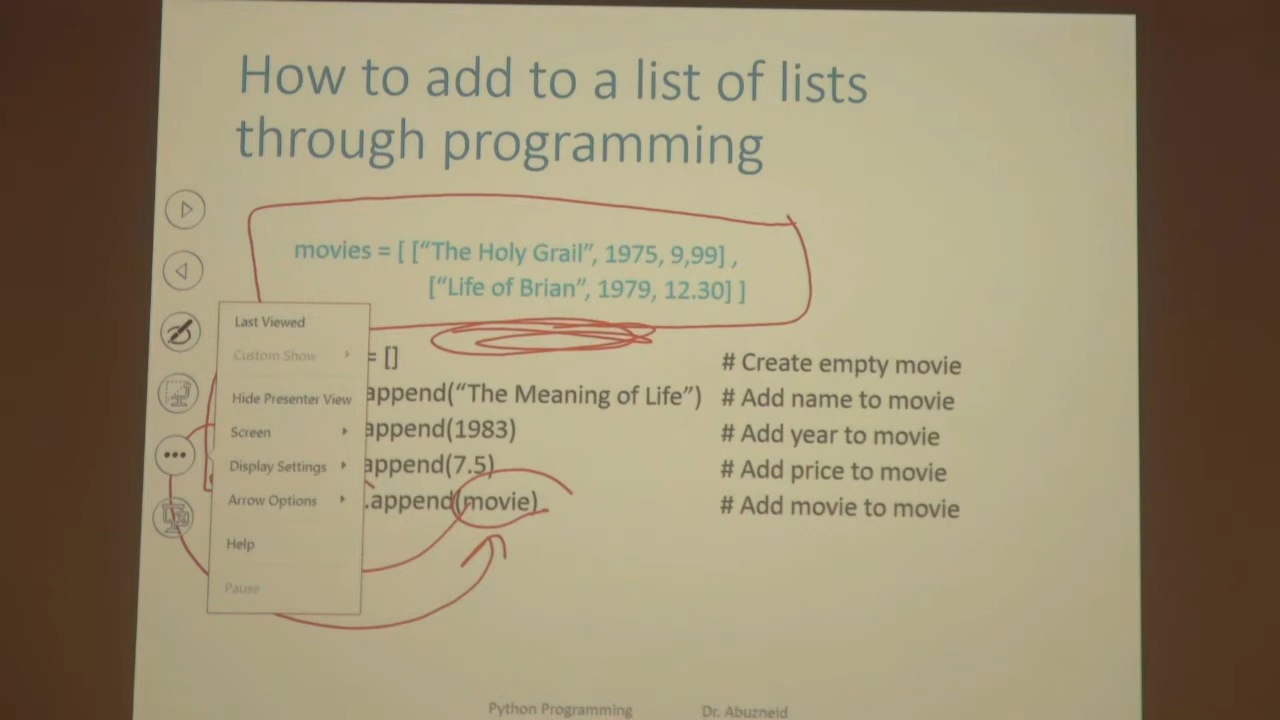 How to add to a list of lists
through programming
movies = [ ["The Holy Grail", 1975, 9,99] ,
["Life of Brian", 1979, 12.30] ]
= [] # Create empty movie
append("The Meaning of Life") # Add name to movie
append(1983) # Add year to movie
append(7.5) # Add price to movie
.append(movie) # Add movie to movie
Last Viewed
Custom Show
Hide Presenter View
Screen
Display Settings
Arrow Options
Help
Pause
Python Programming Dr. Abuzneid